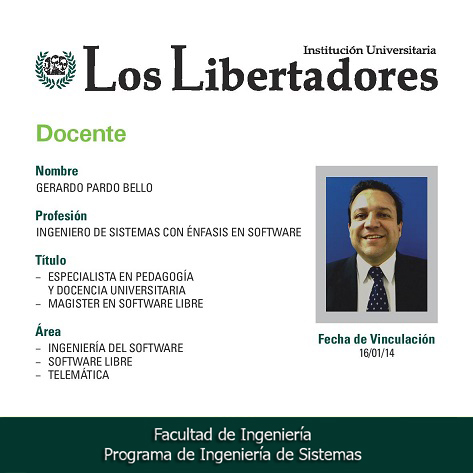 Institución Universitaria
Los Libertadores
Docente
Nombre
GERARDO PARDO BELLO
Profesión
INGENIERO DE SISTEMAS CON ÉNFASIS EN SOFTWARE
Título
– ESPECIALISTA EN PEDAGOGÍA
Y DOCENCIA UNIVERSITARIA
– MAGISTER EN SOFTWARE LIBRE
Área
– INGENIERÍA DEL SOFTWARE
– SOFTWARE LIBRE
– TELEMÁTICA
Fecha de Vinculación
16/01/14
Facultad de Ingeniería
Programa de Ingeniería de Sistemas